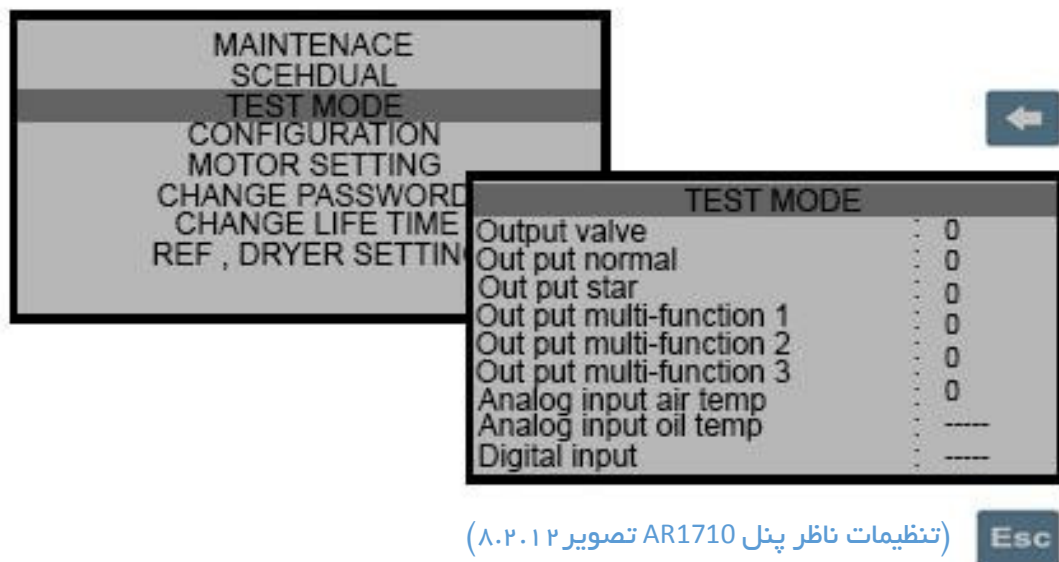 MAINTENACE
SCEHDUAL
TEST MODE
CONFIGURATION
MOTOR SETTING
CHANGE PASSWORD
CHANGE LIFE TIME
REF , DRYER SETTIN
TEST MODE
Output valve : 0
Out put normal : 0
Out put star : 0
Out put multi-function 1 : 0
Out put multi-function 2 : 0
Out put multi-function 3 : 0
Analog input air temp
Analog input oil temp : -----
Digital input : -----
(تنظیمات ناظر پنل AR1710 تصویر ۸.۲.۱۲)
Esc